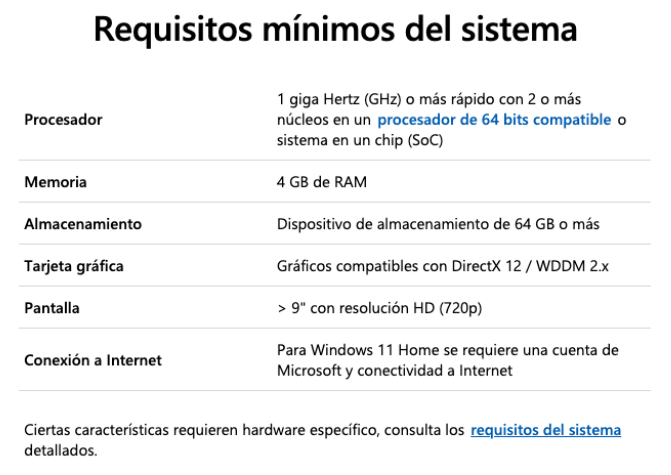 Requisitos mínimos del sistema
Procesador
1 giga Hertz (GHz) o más rápido con 2 o más
núcleos en un procesador de 64 bits compatible o
sistema en un chip (SoC)
Memoria
4 GB de RAM
Almacenamiento
Dispositivo de almacenamiento de 64 GB o más
Tarjeta gráfica
Gráficos compatibles con DirectX 12 / WDDM 2.x
Pantalla
> 9" con resolución HD (720p)
Conexión a Internet
Para Windows 11 Home se requiere una cuenta de
Microsoft y conectividad a Internet
Ciertas características requieren hardware específico, consulta los requisitos del sistema
detallados.